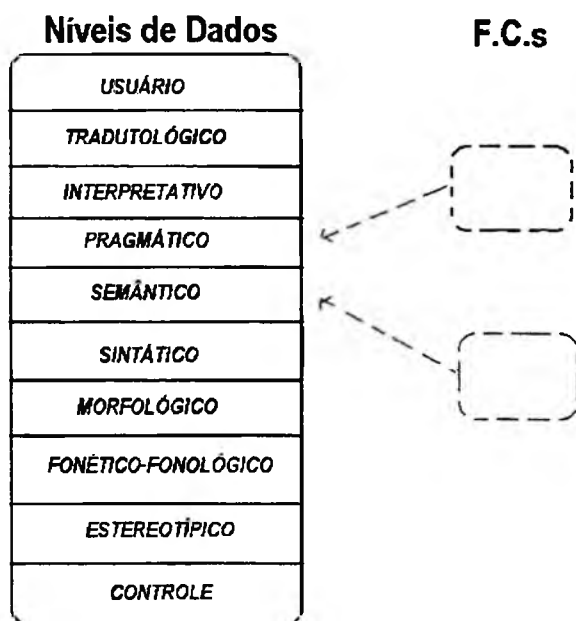 Níveis de Dados
F.C.s
USUÁRIO
TRADUTOLÓGICO
INTERPRETATIVO
PRAGMÁTICO
SEMÂNTICO
SINTÁTICO
MORFOLÓGICO
FONÉTICO-FONOLÓGICO
ESTEREOTÍPICO
CONTROLE